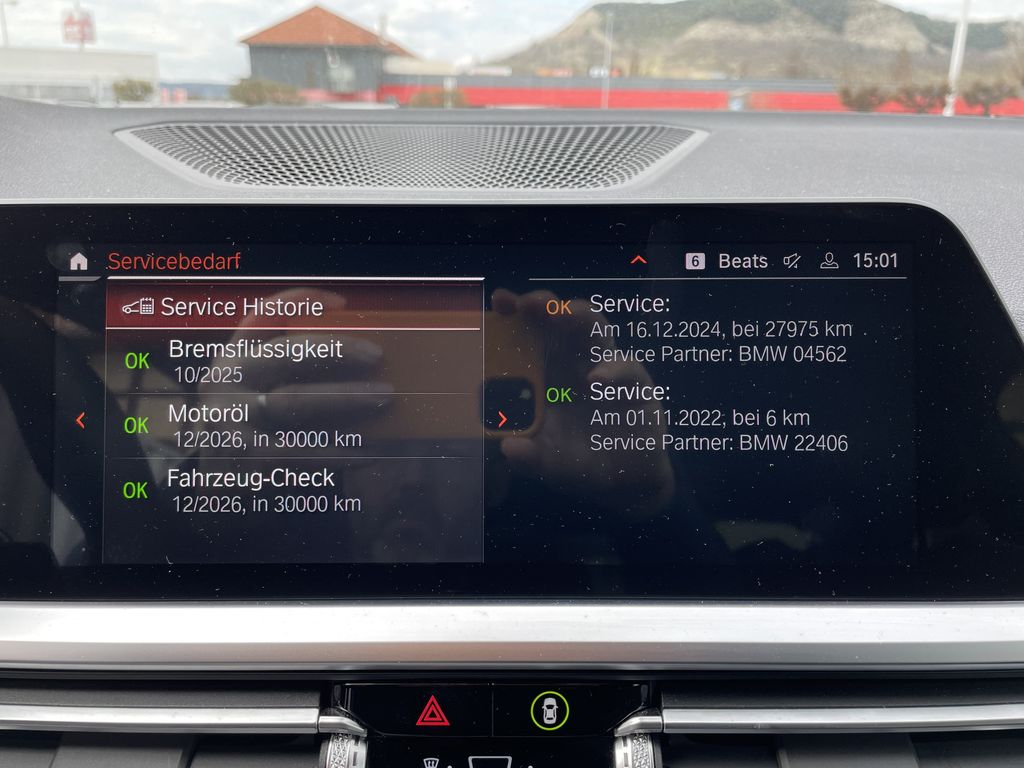 Servicebedarf
6 Beats 15:01
Service Historie
OK Bremsflüssigkeit
10/2025
OK Motoröl
12/2026, in 30000 km
OK Fahrzeug-Check
12/2026, in 30000 km
OK Service:
Am 16.12.2024, bei 27975 km
Service Partner: BMW 04562
OK Service:
Am 01.11.2022, bei 6 km
Service Partner: BMW 22406